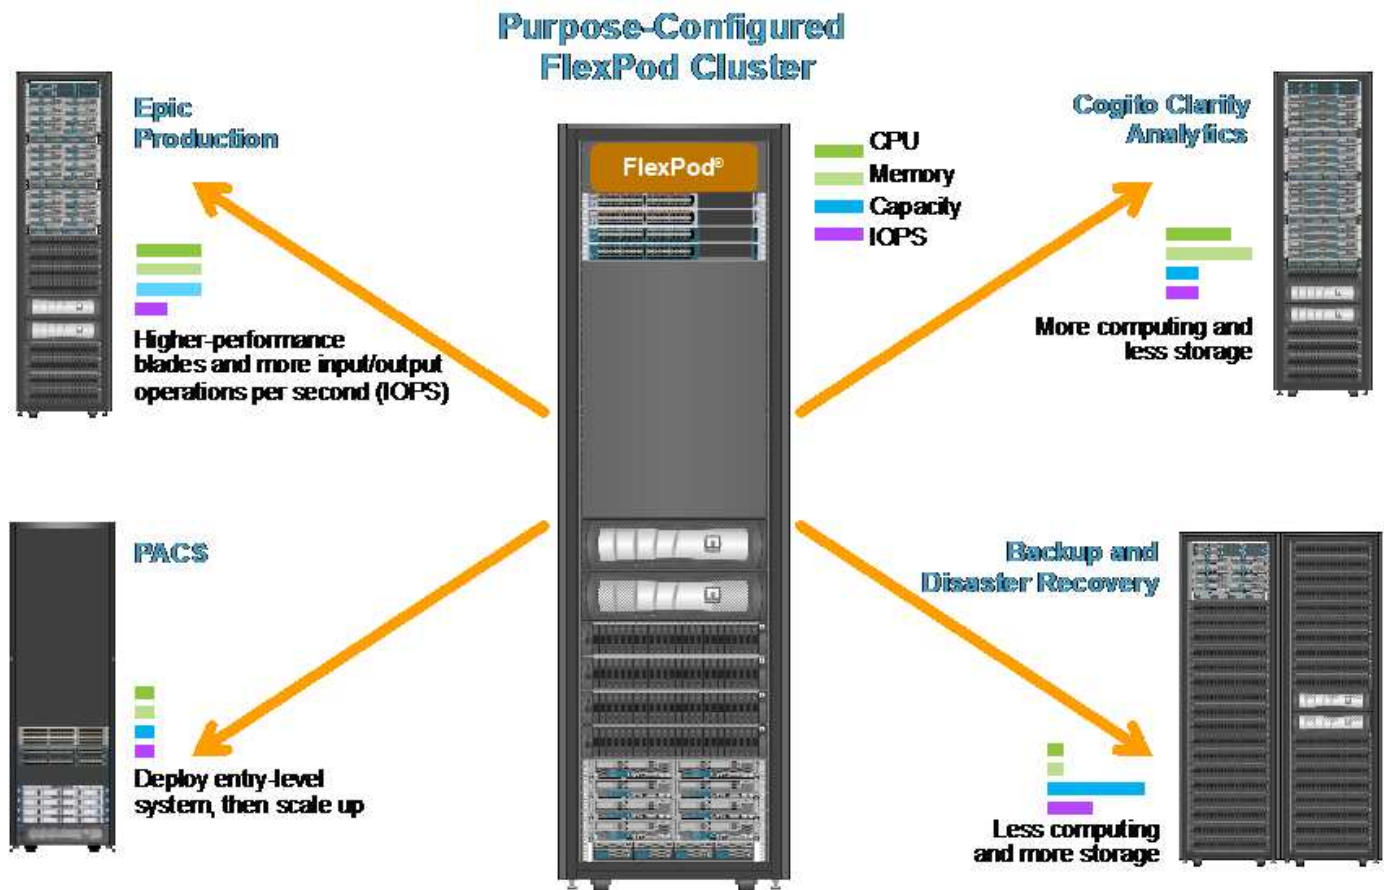 Purpose-Configured
FlexPod Cluster
Epic
Production
Higher-performance
blades and more input/output
operations per second (IOPS)
FlexPod®
CPU
Memory
Capacity
IOPS
Cogito Clarity
Analytics
More computing and
less storage
PACS
Deploy entry-level
system, then scale up
Backup and
Disaster Recovery
Less computing
and more storage